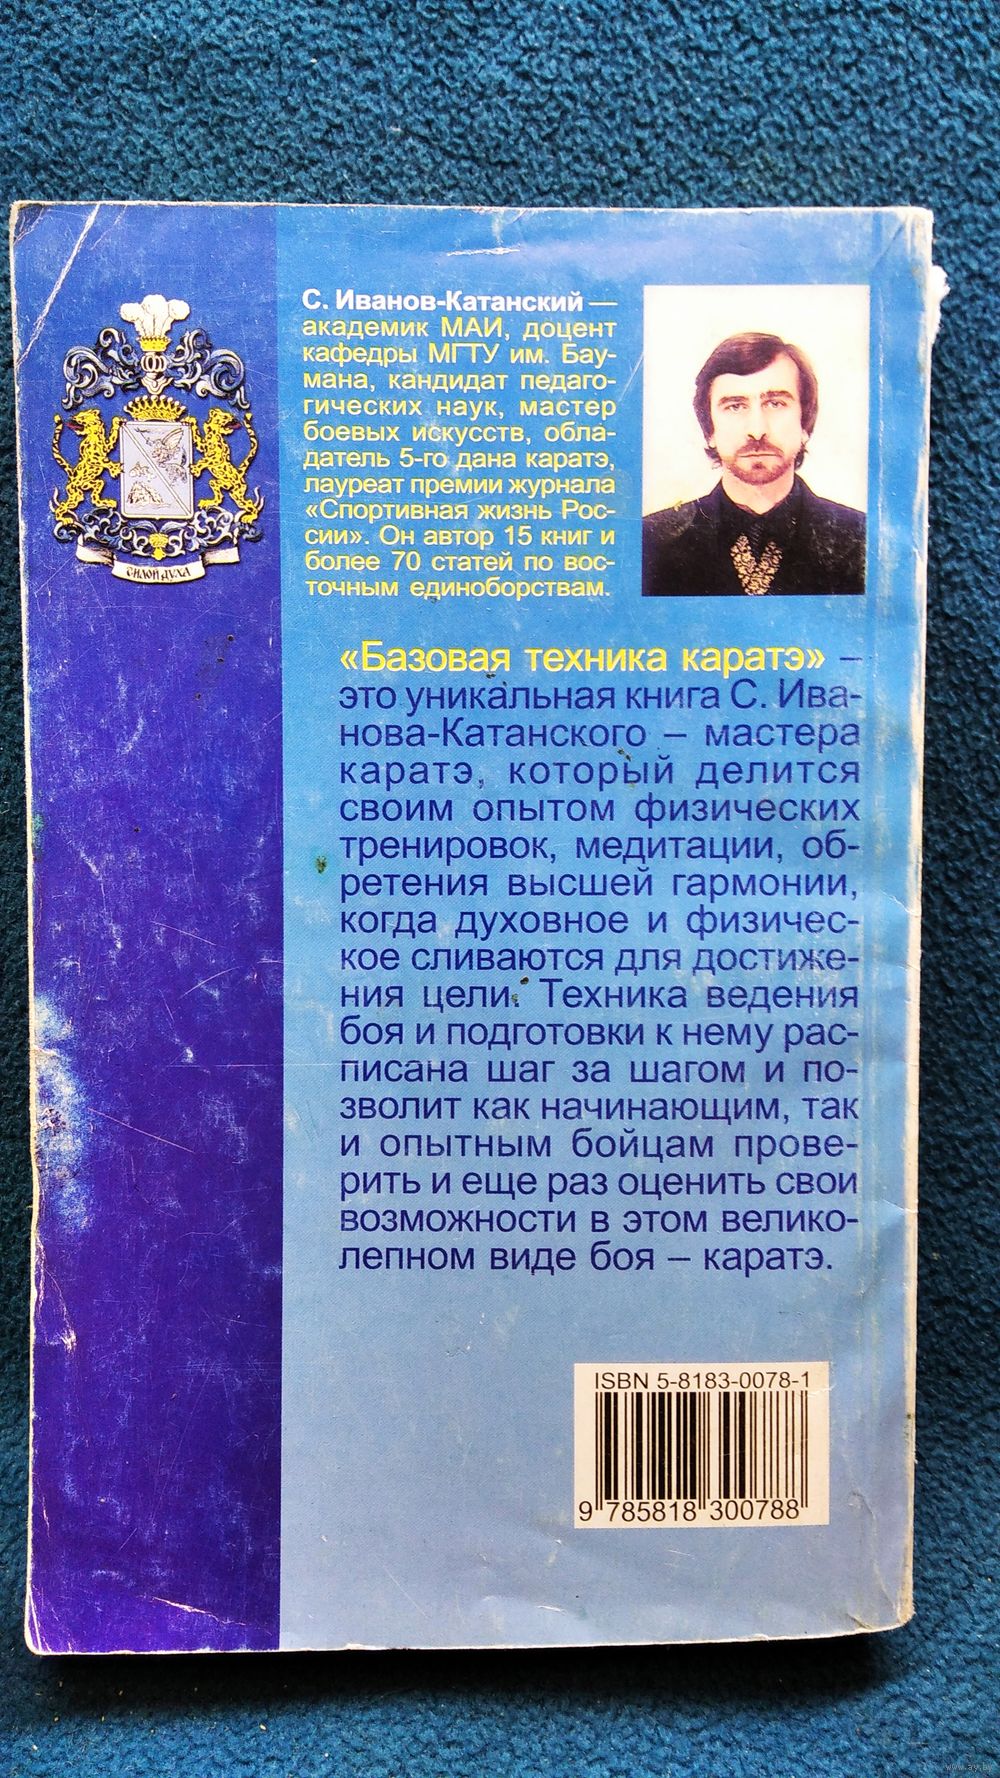 С. Иванов-Катанский —
академик МАИ, доцент
кафедры МГТУ им. Бау-
мана, кандидат педаго-
гических наук, мастер
боевых искусств, обла-
датель 5-го дана каратэ,
лауреат премии журнала
«Спортивная жизнь Рос-
сии». Он автор 15 книг и
более 70 статей по вос-
точным единоборствам.
СИЛОЙ ДУХА
«Базовая техника каратэ» –
это уникальная книга С. Ива-
нова-Катанского – мастера
каратэ, который делится
своим опытом физических
тренировок, медитации, об-
ретения высшей гармонии,
когда духовное и физичес-
кое сливаются для достиже-
ния цели. Техника ведения
боя и подготовки к нему рас-
писана шаг за шагом и по-
зволит как начинающим, так
и опытным бойцам прове-
рить и еще раз оценить свои
возможности в этом велико-
лепном виде боя – каратэ.
ISBN 5-8183-0078-1
9 785818 300788
www.ay.by